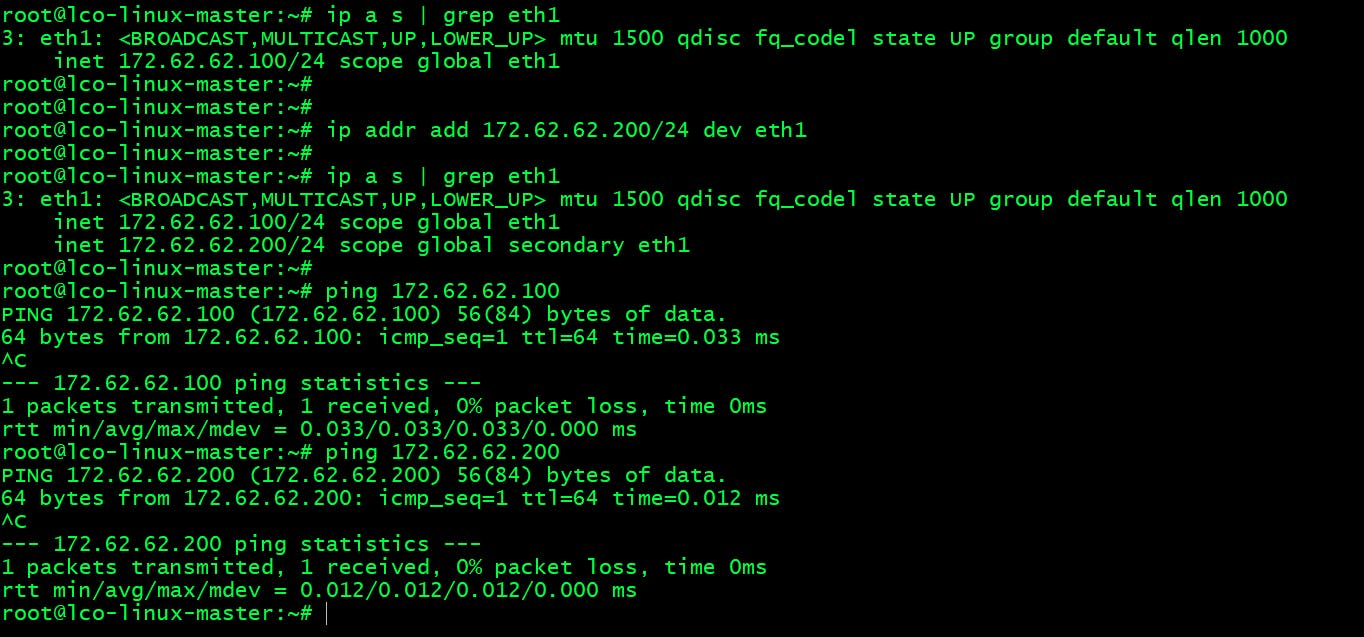 root@lco-linux-master:~# ip a s | grep eth1
3: eth1: <BROADCAST,MULTICAST,UP,LOWER_UP> mtu 1500 qdisc fq_codel state UP group default qlen 1000
    inet 172.62.62.100/24 scope global eth1
root@lco-linux-master:~#
root@lco-linux-master:~#
root@lco-linux-master:~# ip addr add 172.62.62.200/24 dev eth1
root@lco-linux-master:~#
root@lco-linux-master:~# ip a s | grep eth1
3: eth1: <BROADCAST,MULTICAST,UP,LOWER_UP> mtu 1500 qdisc fq_codel state UP group default qlen 1000
    inet 172.62.62.100/24 scope global eth1
    inet 172.62.62.200/24 scope global secondary eth1
root@lco-linux-master:~#
root@lco-linux-master:~# ping 172.62.62.100
PING 172.62.62.100 (172.62.62.100) 56(84) bytes of data.
64 bytes from 172.62.62.100: icmp_seq=1 ttl=64 time=0.033 ms
^C
--- 172.62.62.100 ping statistics ---
1 packets transmitted, 1 received, 0% packet loss, time 0ms
rtt min/avg/max/mdev = 0.033/0.033/0.033/0.000 ms
root@lco-linux-master:~# ping 172.62.62.200
PING 172.62.62.200 (172.62.62.200) 56(84) bytes of data.
64 bytes from 172.62.62.200: icmp_seq=1 ttl=64 time=0.012 ms
^C
--- 172.62.62.200 ping statistics ---
1 packets transmitted, 1 received, 0% packet loss, time 0ms
rtt min/avg/max/mdev = 0.012/0.012/0.012/0.000 ms
root@lco-linux-master:~#